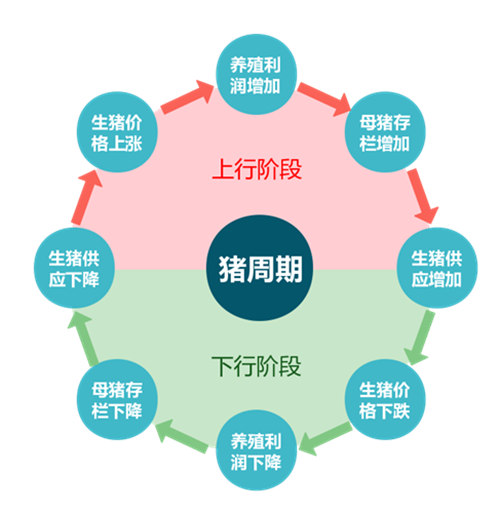 养殖利
润增加
生猪价
格上涨
母猪存
栏增加
上行阶段
生猪供
应下降
猪周期
生猪供
应增加
下行阶段
母猪存
栏下降
生猪价
格下跌
养殖利
润下降